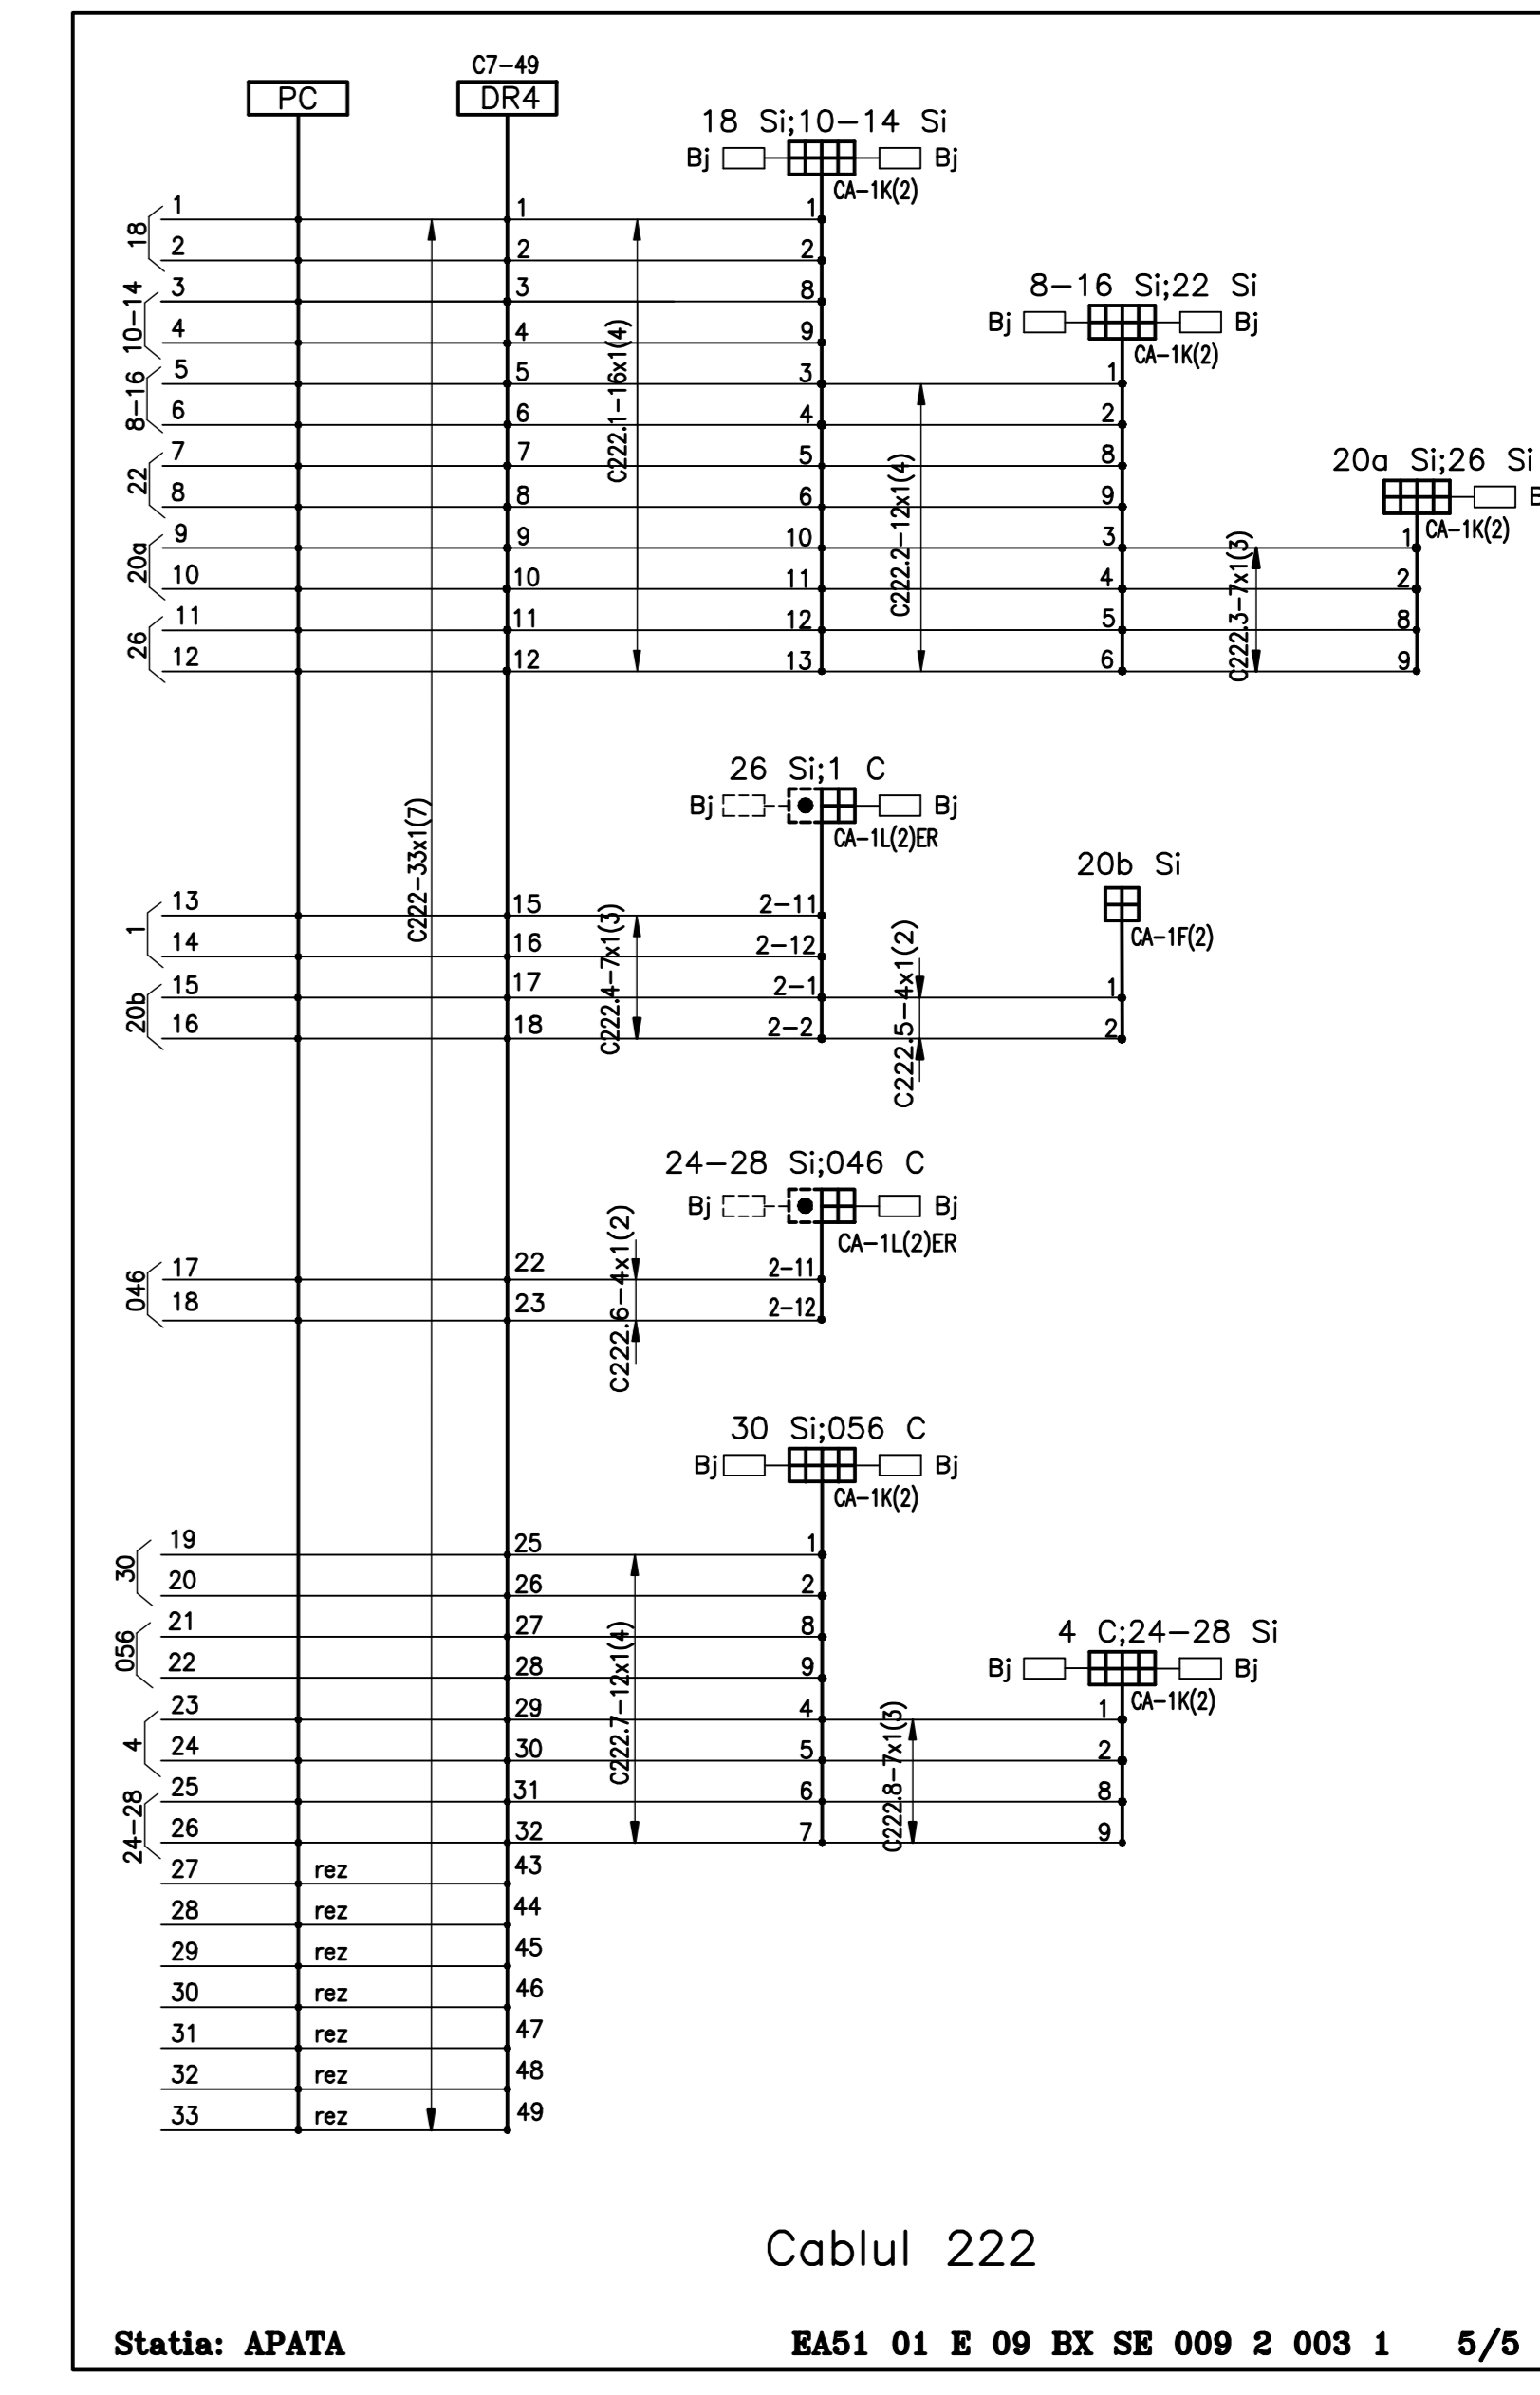 C7-49
PC
DR4
18 Si;10-14 Si
Bj
Bj
CA-1K(2)
18
1 1 1
2 2 2
10-14
3 3 8
4 4 9
8-16 Si;22 Si
Bj
Bj
CA-1K(2)
8-16
5 5 3 1
6 6 4 2
22
7 7 5 8
8 8 6 9
20a Si;26 Si
CA-1K(2)
20a
9 9 10 3 1
10 10 11 4 2
26
11 11 12 5 8
12 12 13 6 9
C222-33x1(7)
C222.1-16x1(4)
C222.2-12x1(4)
C222.3-7x1(3)
26 Si;1 C
Bj
Bj
CA-1L(2)ER
20b Si
CA-1F(2)
1
13 15 2-11
14 16 2-12
20b
15 17 2-1 1
16 18 2-2 2
C222.4-7x1(3)
C222.5-4x1(2)
24-28 Si;046 C
Bj
Bj
CA-1L(2)ER
046
17 22 2-11
18 23 2-12
C222.6-4x1(2)
30 Si;056 C
Bj
Bj
CA-1K(2)
30
19 25 1
20 26 2
056
21 27 8
22 28 9
4 C;24-28 Si
Bj
Bj
CA-1K(2)
4
23 29 4 1
24 30 5 2
24-28
25 31 6 8
26 32 7 9
C222.7-12x1(4)
C222.8-7x1(3)
27 rez 43
28 rez 44
29 rez 45
30 rez 46
31 rez 47
32 rez 48
33 rez 49
Cablul 222
Statia: APATA
EA51 01 E 09 BX SE 009 2 003 1 5/5